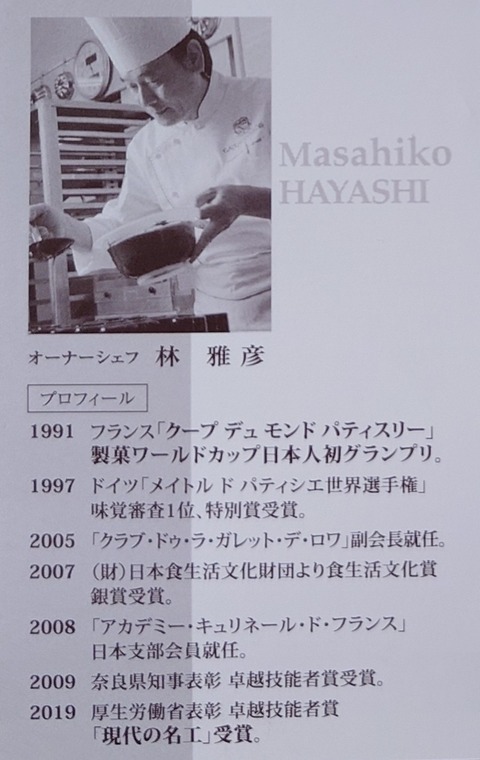 Masahiko
HAYASHI
オーナーシェフ 林 雅彦
プロフィール
1991 フランス「クープ デュ モンド パティスリー」
製菓ワールドカップ日本人初グランプリ。
1997 ドイツ「メイトル ド パティシエ世界選手権」
味覚審査1位、特別賞受賞。
2005 「クラブ・ドゥ・ラ・ガレット・デ・ロワ」副会長就任。
2007 (財)日本食生活文化財団より食生活文化賞
銀賞受賞。
2008 「アカデミー・キュリネール・ド・フランス」
日本支部会員就任。
2009 奈良県知事表彰 卓越技能者賞受賞。
2019 厚生労働省表彰 卓越技能者賞
「現代の名工」受賞。